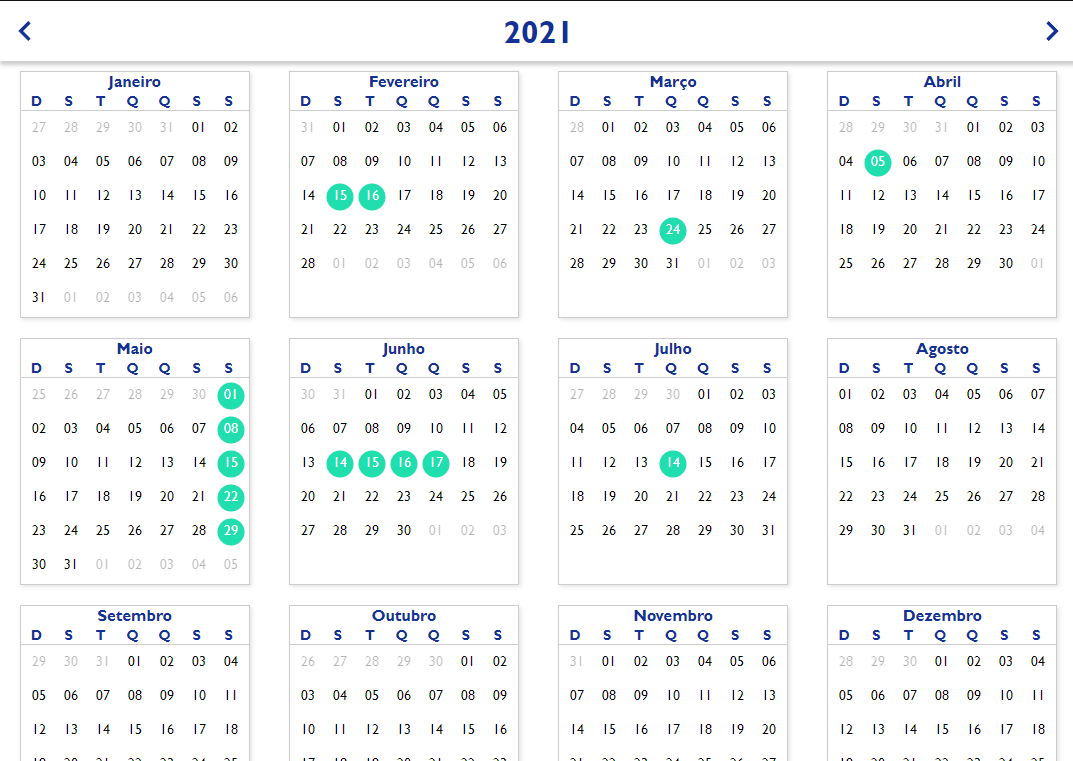 2021
Janeiro
D S T Q Q S S
27 28 29 30 31 01 02
03 04 05 06 07 08 09
10 11 12 13 14 15 16
17 18 19 20 21 22 23
24 25 26 27 28 29 30
31 01 02 03 04 05 06
Fevereiro
D S T Q Q S S
31 01 02 03 04 05 06
07 08 09 10 11 12 13
14 15 16 17 18 19 20
21 22 23 24 25 26 27
28 01 02 03 04 05 06
Março
D S T Q Q S S
28 01 02 03 04 05 06
07 08 09 10 11 12 13
14 15 16 17 18 19 20
21 22 23 24 25 26 27
28 29 30 31 01 02 03
Abril
D S T Q Q S S
28 29 30 31 01 02 03
04 05 06 07 08 09 10
11 12 13 14 15 16 17
18 19 20 21 22 23 24
25 26 27 28 29 30 01
Maio
D S T Q Q S S
25 26 27 28 29 30 01
02 03 04 05 06 07 08
09 10 11 12 13 14 15
16 17 18 19 20 21 22
23 24 25 26 27 28 29
30 31 01 02 03 04 05
Junho
D S T Q Q S S
30 31 01 02 03 04 05
06 07 08 09 10 11 12
13 14 15 16 17 18 19
20 21 22 23 24 25 26
27 28 29 30 01 02 03
Julho
D S T Q Q S S
27 28 29 30 01 02 03
04 05 06 07 08 09 10
11 12 13 14 15 16 17
18 19 20 21 22 23 24
25 26 27 28 29 30 31
Agosto
D S T Q Q S S
01 02 03 04 05 06 07
08 09 10 11 12 13 14
15 16 17 18 19 20 21
22 23 24 25 26 27 28
29 30 31 01 02 03 04
Setembro
D S T Q Q S S
29 30 31 01 02 03 04
05 06 07 08 09 10 11
12 13 14 15 16 17 18
Outubro
D S T Q Q S S
26 27 28 29 30 01 02
03 04 05 06 07 08 09
10 11 12 13 14 15 16
Novembro
D S T Q Q S S
31 01 02 03 04 05 06
07 08 09 10 11 12 13
14 15 16 17 18 19 20
Dezembro
D S T Q Q S S
28 29 30 01 02 03 04
05 06 07 08 09 10 11
12 13 14 15 16 17 18